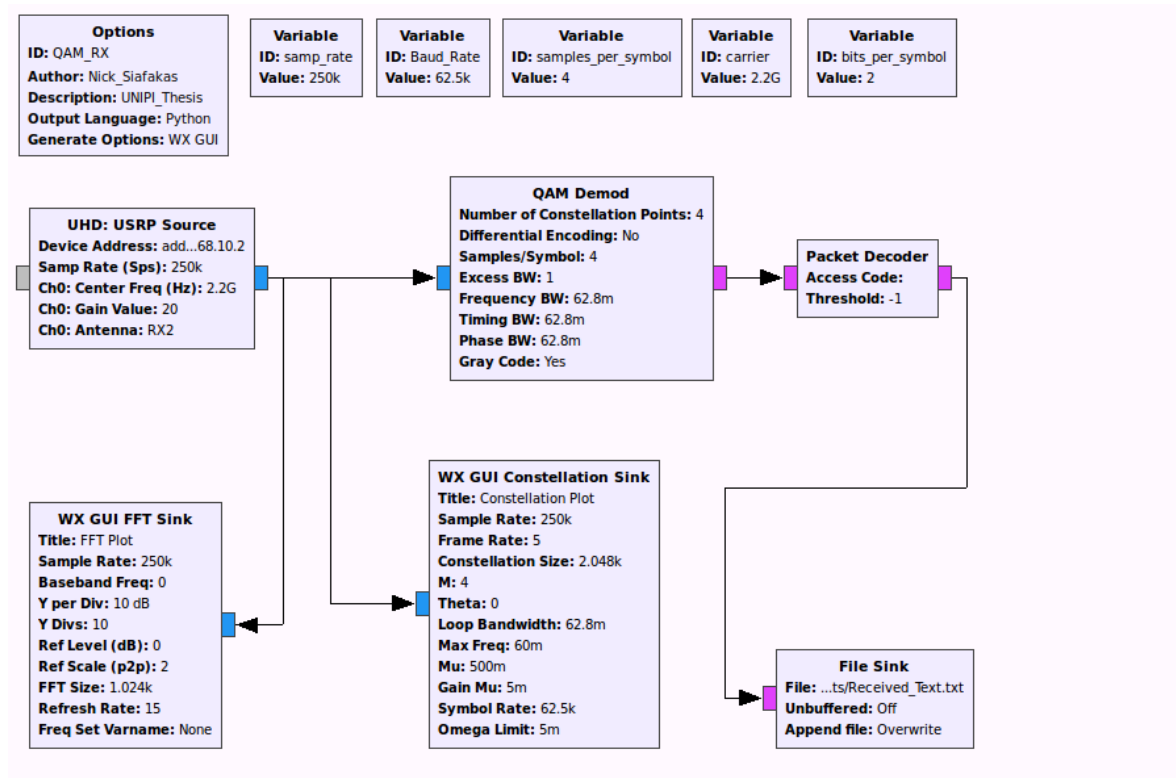 Options
ID: QAM_RX
Author: Nick_Siafakas
Description: UNIPI_Thesis
Output Language: Python
Generate Options: WX GUI
Variable
ID: samp_rate
Value: 250k
Variable
ID: Baud_Rate
Value: 62.5k
Variable
ID: samples_per_symbol
Value: 4
Variable
ID: carrier
Value: 2.2G
Variable
ID: bits_per_symbol
Value: 2
UHD: USRP Source
Device Address: add...68.10.2
Samp Rate (Sps): 250k
Ch0: Center Freq (Hz): 2.2G
Ch0: Gain Value: 20
Ch0: Antenna: RX2
QAM Demod
Number of Constellation Points: 4
Differential Encoding: No
Samples/Symbol: 4
Excess BW: 1
Frequency BW: 62.8m
Timing BW: 62.8m
Phase BW: 62.8m
Gray Code: Yes
Packet Decoder
Access Code:
Threshold: -1
WX GUI FFT Sink
Title: FFT Plot
Sample Rate: 250k
Baseband Freq: 0
Y per Div: 10 dB
Y Divs: 10
Ref Level (dB): 0
Ref Scale (p2p): 2
FFT Size: 1.024k
Refresh Rate: 15
Freq Set Varname: None
WX GUI Constellation Sink
Title: Constellation Plot
Sample Rate: 250k
Frame Rate: 5
Constellation Size: 2.048k
M: 4
Theta: 0
Loop Bandwidth: 62.8m
Max Freq: 60m
Mu: 500m
Gain Mu: 5m
Symbol Rate: 62.5k
Omega Limit: 5m
File Sink
File: ...ts/Received_Text.txt
Unbuffered: Off
Append file: Overwrite